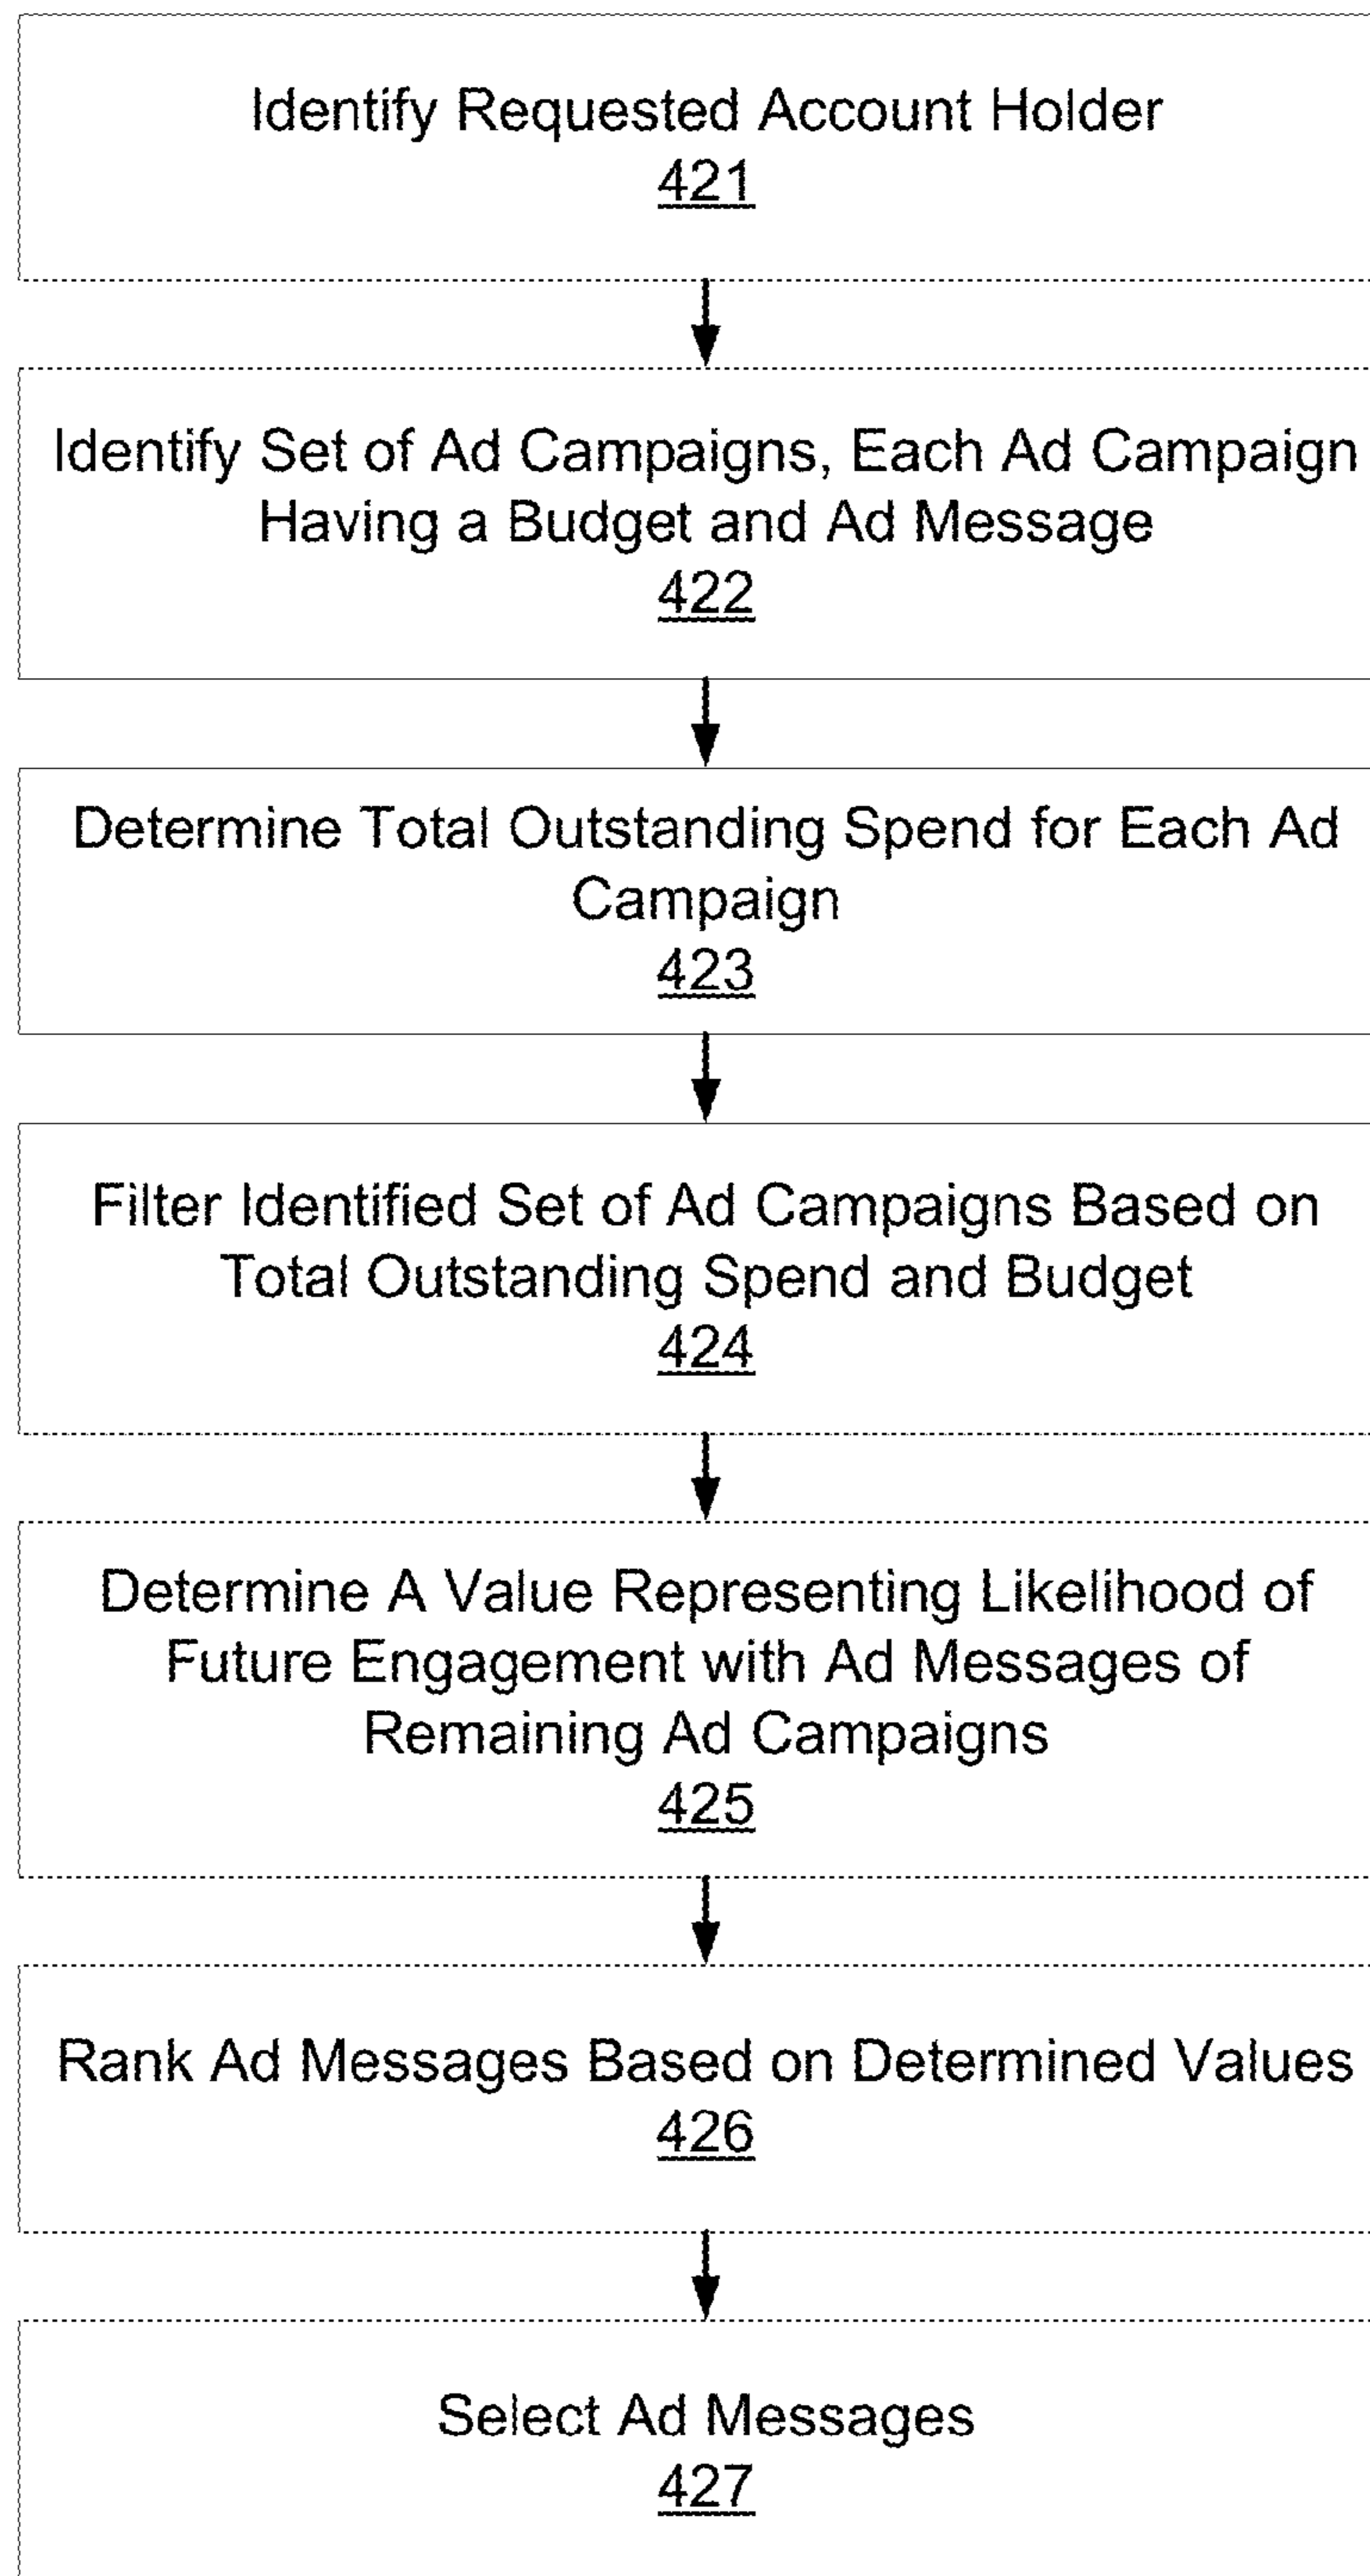 Identify Requested Account Holder
421
Identify Set of Ad Campaigns, Each Ad Campaign
Having a Budget and Ad Message
422
Determine Total Outstanding Spend for Each Ad
Campaign
423
Filter Identified Set of Ad Campaigns Based on
Total Outstanding Spend and Budget
424
Determine A Value Representing Likelihood of
Future Engagement with Ad Messages of
Remaining Ad Campaigns
425
Rank Ad Messages Based on Determined Values
426
Select Ad Messages
427